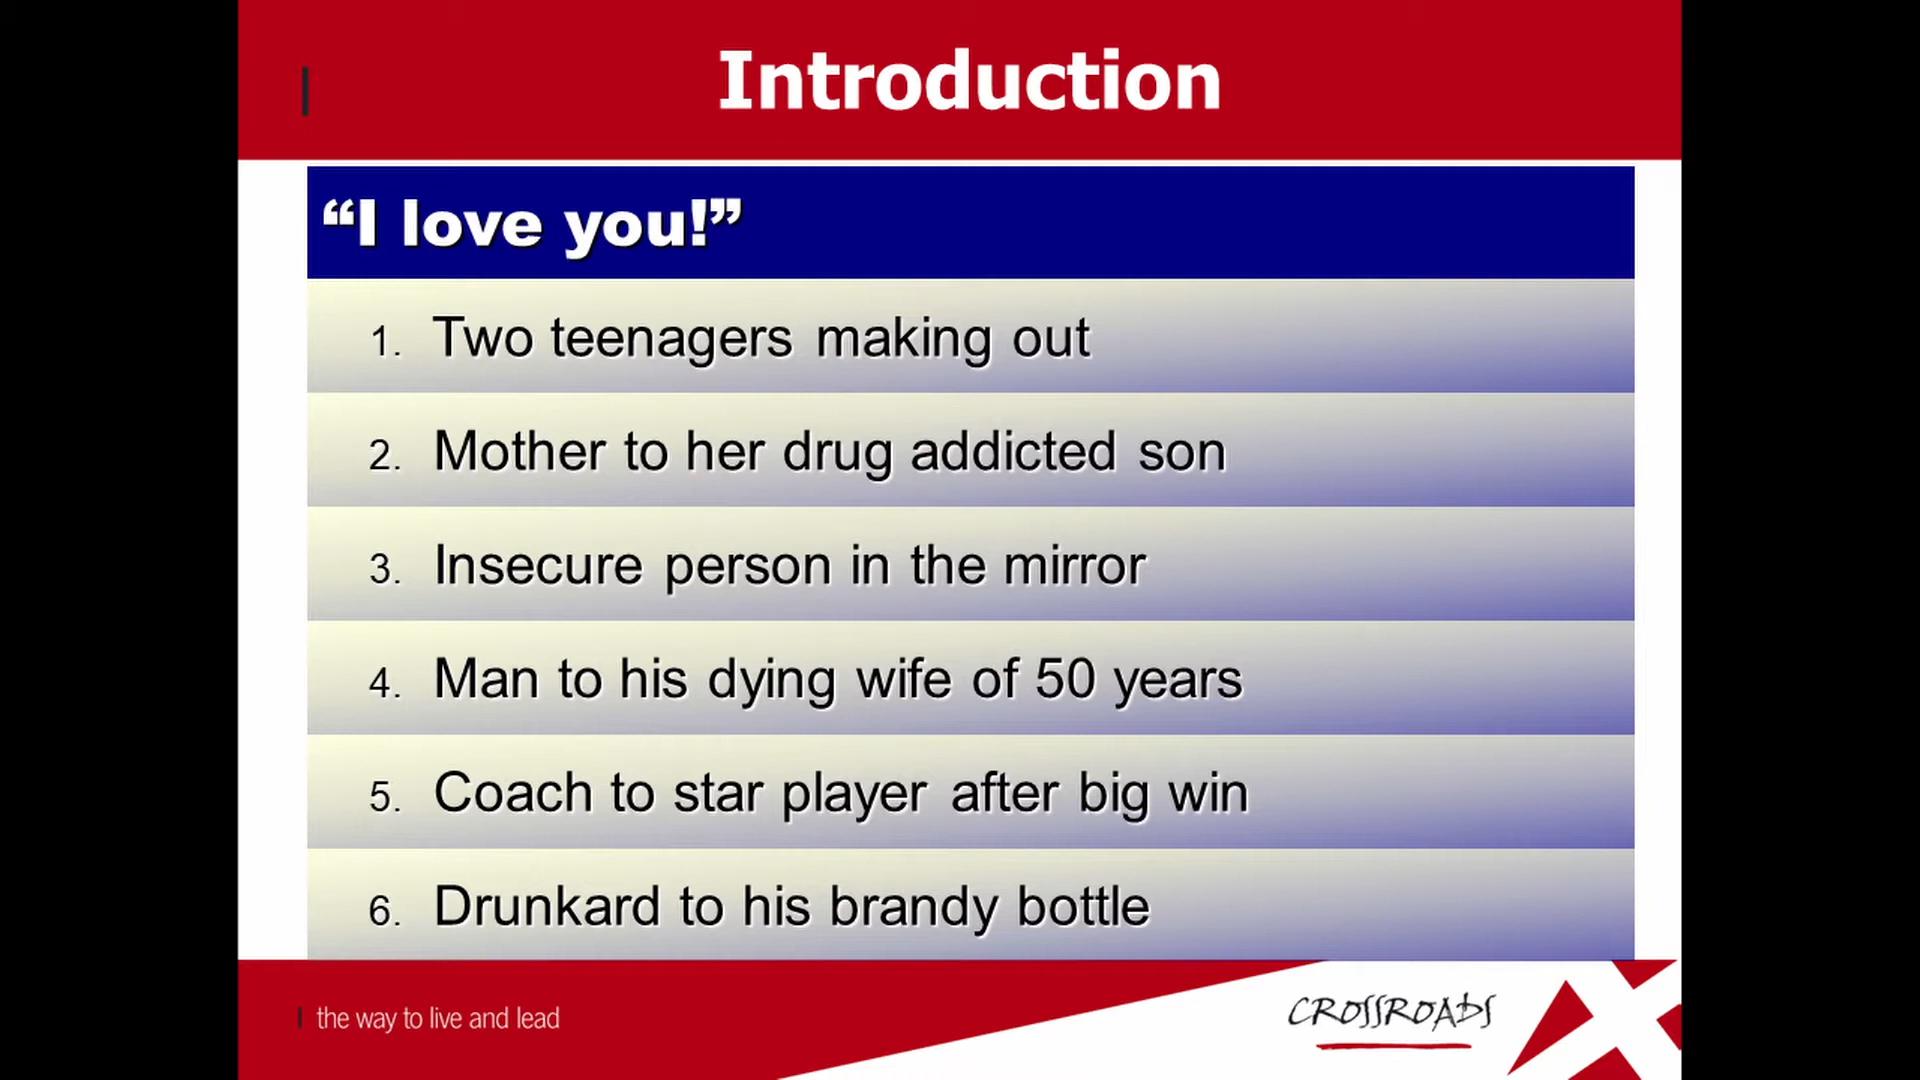 Introduction
“I love you!”
1. Two teenagers making out
2. Mother to her drug addicted son
3. Insecure person in the mirror
4. Man to his dying wife of 50 years
5. Coach to star player after big win
6. Drunkard to his brandy bottle
the way to live and lead
CROSSROADS